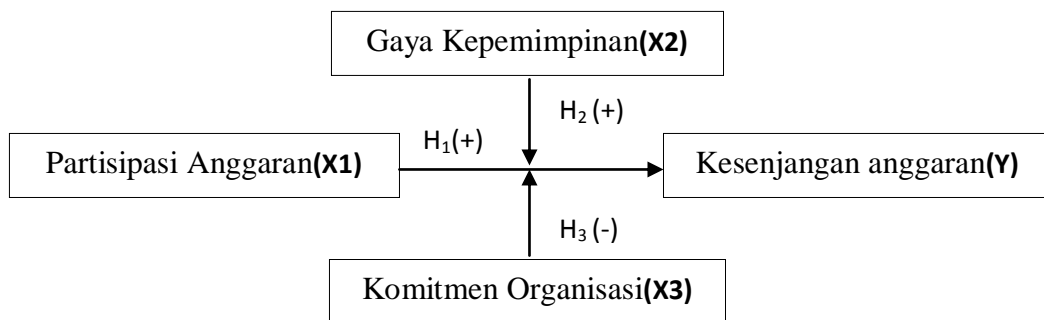 Gaya Kepemimpinan(X2)
H₂ (+)
H₁(+)
Partisipasi Anggaran(X1)
Kesenjangan anggaran(Y)
H₃ (-)
Komitmen Organisasi(X3)